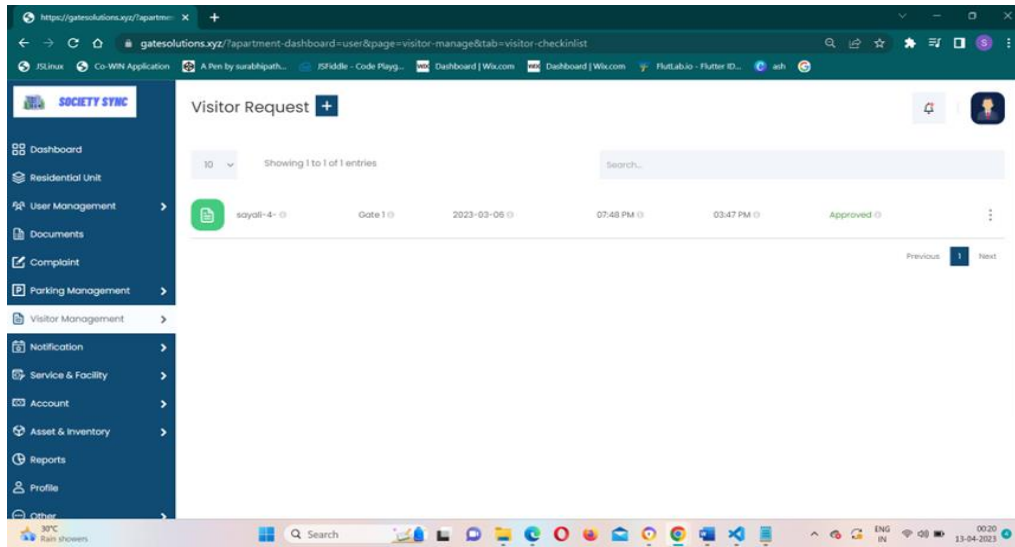 https://gatesolutions.xyz/?apartmen
gatesolutions.xyz/?apartment-dashboard=user&page=visitor-manage&tab=visitor-checkinlist
JSLinux Co-WIN Application A Pen by surabhipath... JSFiddle - Code Playg... Dashboard | Wix.com Dashboard | Wix.com FlutLab.io - Flutter ID... ash
SOCIETY SYNC
Visitor Request +
Dashboard
Residential Unit
User Management
Documents
Complaint
Parking Management
Visitor Management
Notification
Service & Facility
Account
Asset & Inventory
Reports
Profile
Other
10 Showing 1 to 1 of 1 entries Search...
sayali-4- Gate 1 2023-03-06 07:48 PM 03:47 PM Approved
Previous 1 Next
30°C
Rain showers
Search
ENG
IN
00:20
13-04-2023